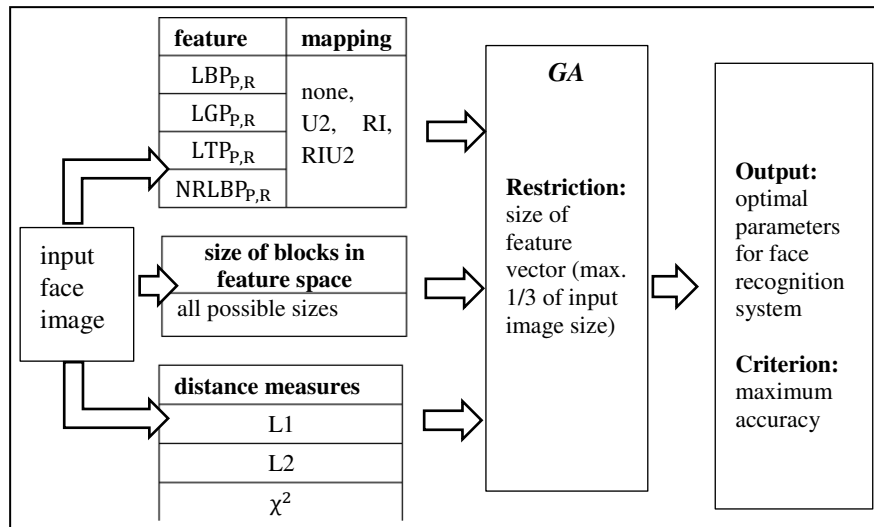 input
face
image
feature mapping
LBP_P,R
LGP_P,R
LTP_P,R
NRLBP_P,R
none,
U2, RI,
RIU2
size of blocks in
feature space
all possible sizes
distance measures
L1
L2
χ²
GA
Restriction:
size of
feature
vector (max.
1/3 of input
image size)
Output:
optimal
parameters
for face
recognition
system
Criterion:
maximum
accuracy